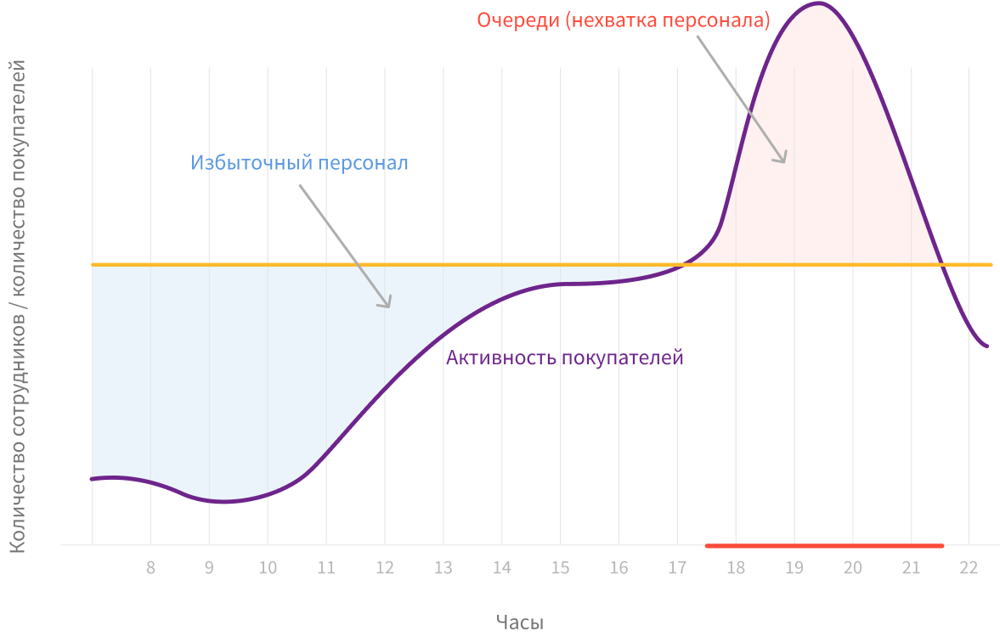 Очереди (нехватка персонала)
Количество сотрудников / количество покупателей
Избыточный персонал
Активность покупателей
8 9 10 11 12 13 14 15 16 17 18 19 20 21 22
Часы